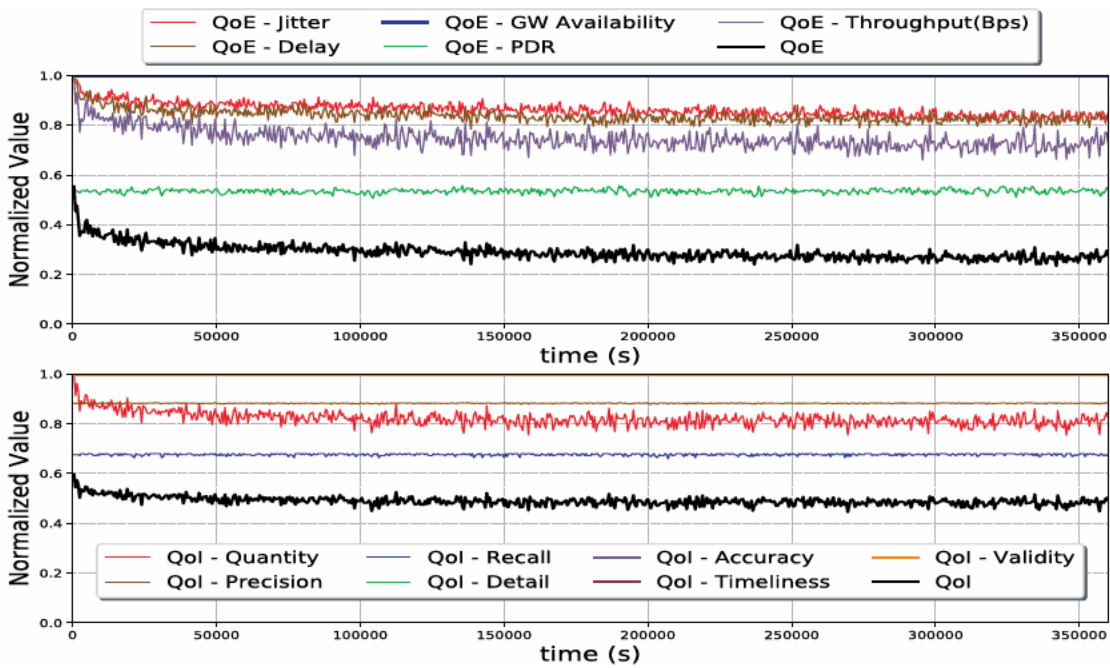 QoE - Jitter QoE - GW Availability QoE - Throughput(Bps)
QoE - Delay QoE - PDR QoE
Normalized Value
1.0
0.8
0.6
0.4
0.2
0.0
0 50000 100000 150000 200000 250000 300000 350000
time (s)
Normalized Value
1.0
0.8
0.6
0.4
0.2
0.0
QoI - Quantity QoI - Recall QoI - Accuracy QoI - Validity
QoI - Precision QoI - Detail QoI - Timeliness QoI
0 50000 100000 150000 200000 250000 300000 350000
time (s)